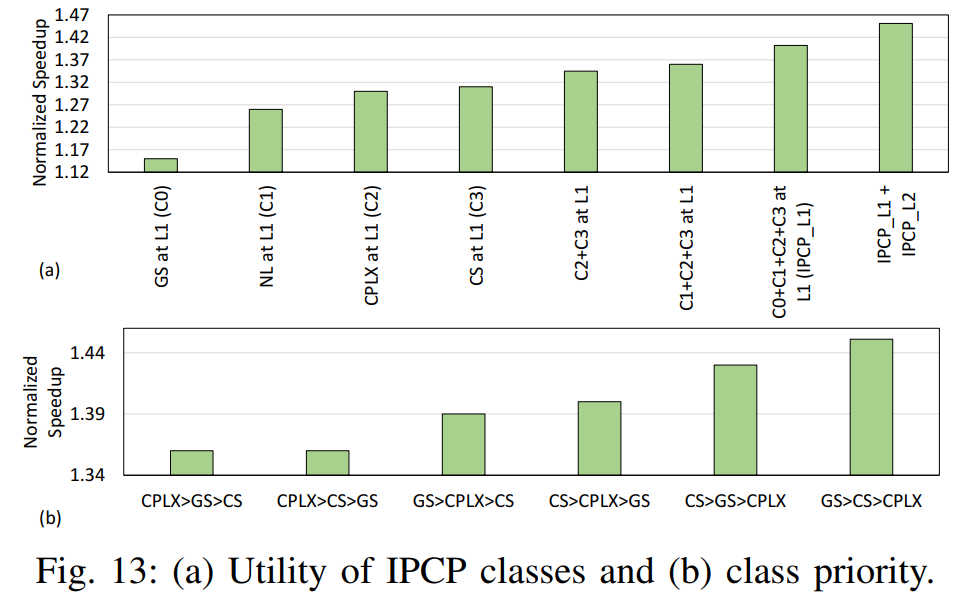 1.47
1.42
1.37
1.32
1.27
1.22
1.17
1.12
Normalized Speedup
GS at L1 (C0)
NL at L1 (C1)
CPLX at L1 (C2)
CS at L1 (C3)
C2+C3 at L1
C1+C2+C3 at L1
C0+C1+C2+C3 at
L1 (IPCP_L1)
IPCP_L1 +
IPCP_L2
(a)
1.44
1.39
1.34
Normalized
Speedup
CPLX>GS>CS
CPLX>CS>GS
GS>CPLX>CS
CS>CPLX>GS
CS>GS>CPLX
GS>CS>CPLX
(b)
Fig. 13: (a) Utility of IPCP classes and (b) class priority.